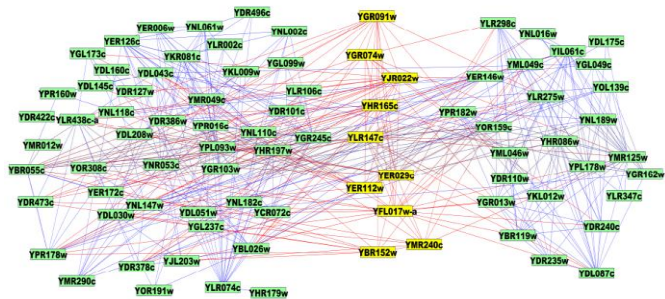 YDR496c
YGR091w
YER006w
YNL061w
YNL002c
YLR298c
YNL016w
YER126c
YLR002c
YDL175c
YIL061c
YGL173c
YKR081c
YGL099w
YGR074w
YML049c
YGL049c
YDL160c
YDL043c
YKL009w
YJR022w
YER146w
YDL145c
YDR127w
YLR106c
YOL139c
YPR160w
YMR049c
YHR165c
YLR275w
YNL118c
YDR101c
YPR182w
YDR422c
YLR438c-a
YDR386w
YPR016c
YNL189w
YOR159c
YDL208w
YNL110c
YGR245c
YLR147c
YHR086w
YMR012w
YPL093w
YHR197w
YML046w
YMR125w
YBR055c
YOR308c
YNR053c
YGR103w
YPL178w
YGR162w
YER029c
YDR110w
YER172c
YER112w
YKL012w
YLR347c
YDR473c
YNL147w
YNL182c
YGR013w
YDL030w
YDL051w
YCR072c
YFL017w-a
YGL237c
YDR240c
YBR119w
YPR178w
YBL026w
YMR240c
YJL203w
YBR152w
YDR235w
YDR378c
YDL087c
YMR290c
YLR074c
YOR191w
YHR179w